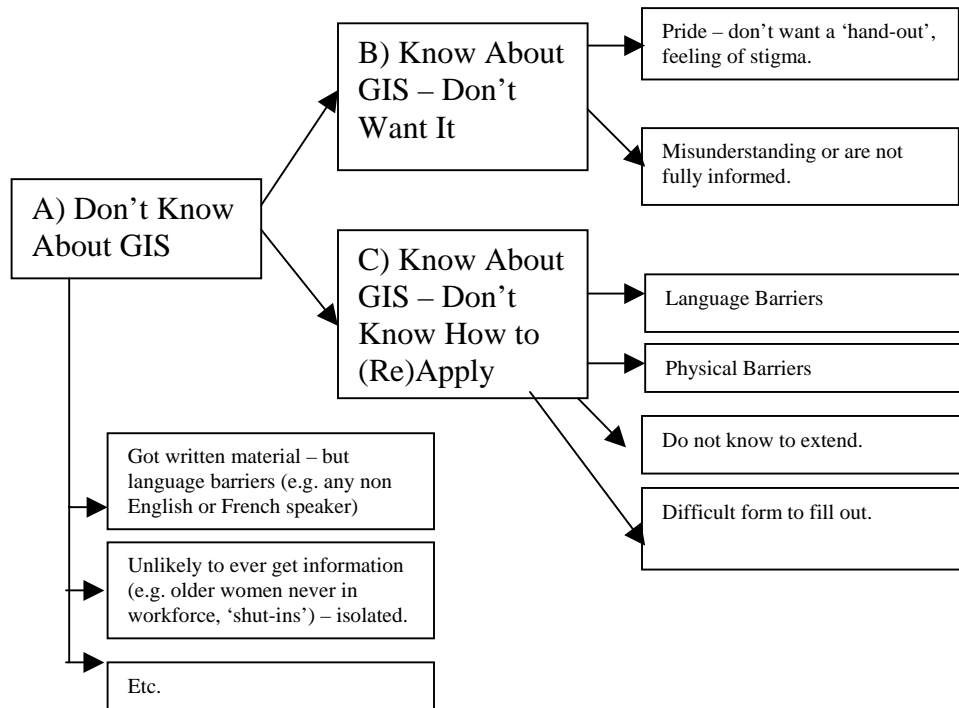 A) Don’t Know
About GIS
B) Know About
GIS – Don’t
Want It
Pride – don’t want a ‘hand-out’,
feeling of stigma.
Misunderstanding or are not
fully informed.
C) Know About
GIS – Don’t
Know How to
(Re)Apply
Language Barriers
Physical Barriers
Do not know to extend.
Difficult form to fill out.
Got written material – but
language barriers (e.g. any non
English or French speaker)
Unlikely to ever get information
(e.g. older women never in
workforce, ‘shut-ins’) – isolated.
Etc.